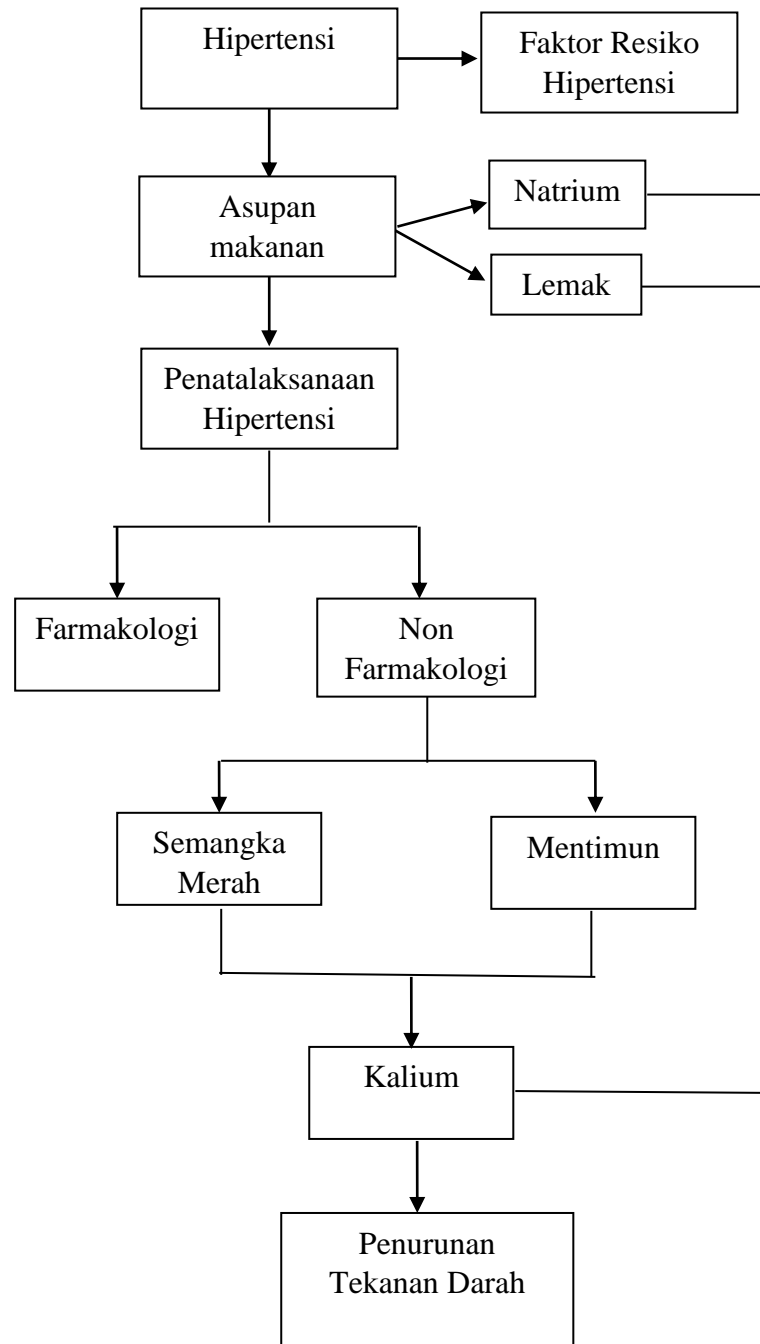 Hipertensi
Faktor Resiko
Hipertensi
Asupan
makanan
Natrium
Lemak
Penatalaksanaan
Hipertensi
Farmakologi
Non
Farmakologi
Semangka
Merah
Mentimun
Kalium
Penurunan
Tekanan Darah